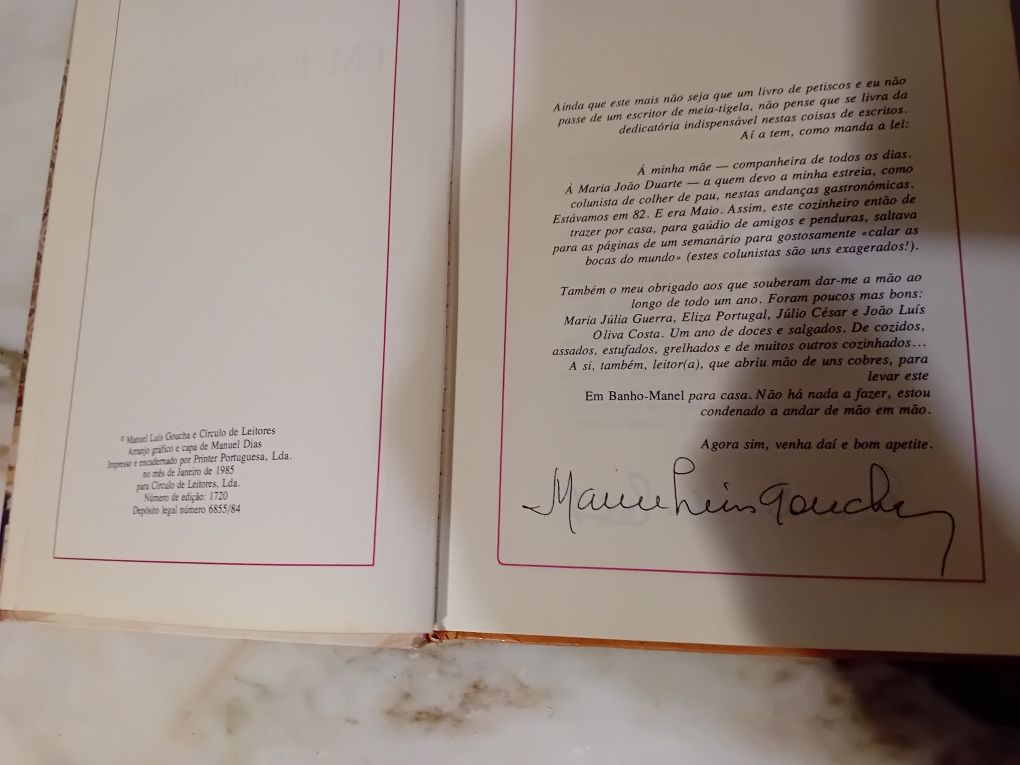 © Manuel Luís Goucha e Círculo de Leitores
Arranjo gráfico e capa de Manuel Dias
Impresso e encadernado por Printer Portuguesa, Lda.
no mês de Janeiro de 1985
para Círculo de Leitores, Lda.
Número de edição: 1720
Depósito legal número 6855/84
Ainda que este mais não seja que um livro de petiscos e eu não
passe de um escritor de meia-tigela, não pense que se livra da
dedicatória indispensável nestas coisas de escritos.
Aí a tem, como manda a lei:
À minha mãe — companheira de todos os dias.
À Maria João Duarte — a quem devo a minha estreia, como
colunista de colher de pau, nestas andanças gastronómicas.
Estávamos em 82. E era Maio. Assim, este cozinheiro então de
trazer por casa, para gaúdio de amigos e penduras, saltava
para as páginas de um semanário para gostosamente «calar as
bocas do mundo» (estes colunistas são uns exagerados!).
Também o meu obrigado aos que souberam dar-me a mão ao
longo de todo um ano. Foram poucos mas bons:
Maria Júlia Guerra, Eliza Portugal, Júlio César e João Luís
Oliva Costa. Um ano de doces e salgados. De cozidos,
assados, estufados, grelhados e de muitos outros cozinhados...
A si, também, leitor(a), que abriu mão de uns cobres, para
levar este
Em Banho-Manel para casa. Não há nada a fazer, estou
condenado a andar de mão em mão.
Agora sim, venha daí e bom apetite.
Manuel Luís Goucha